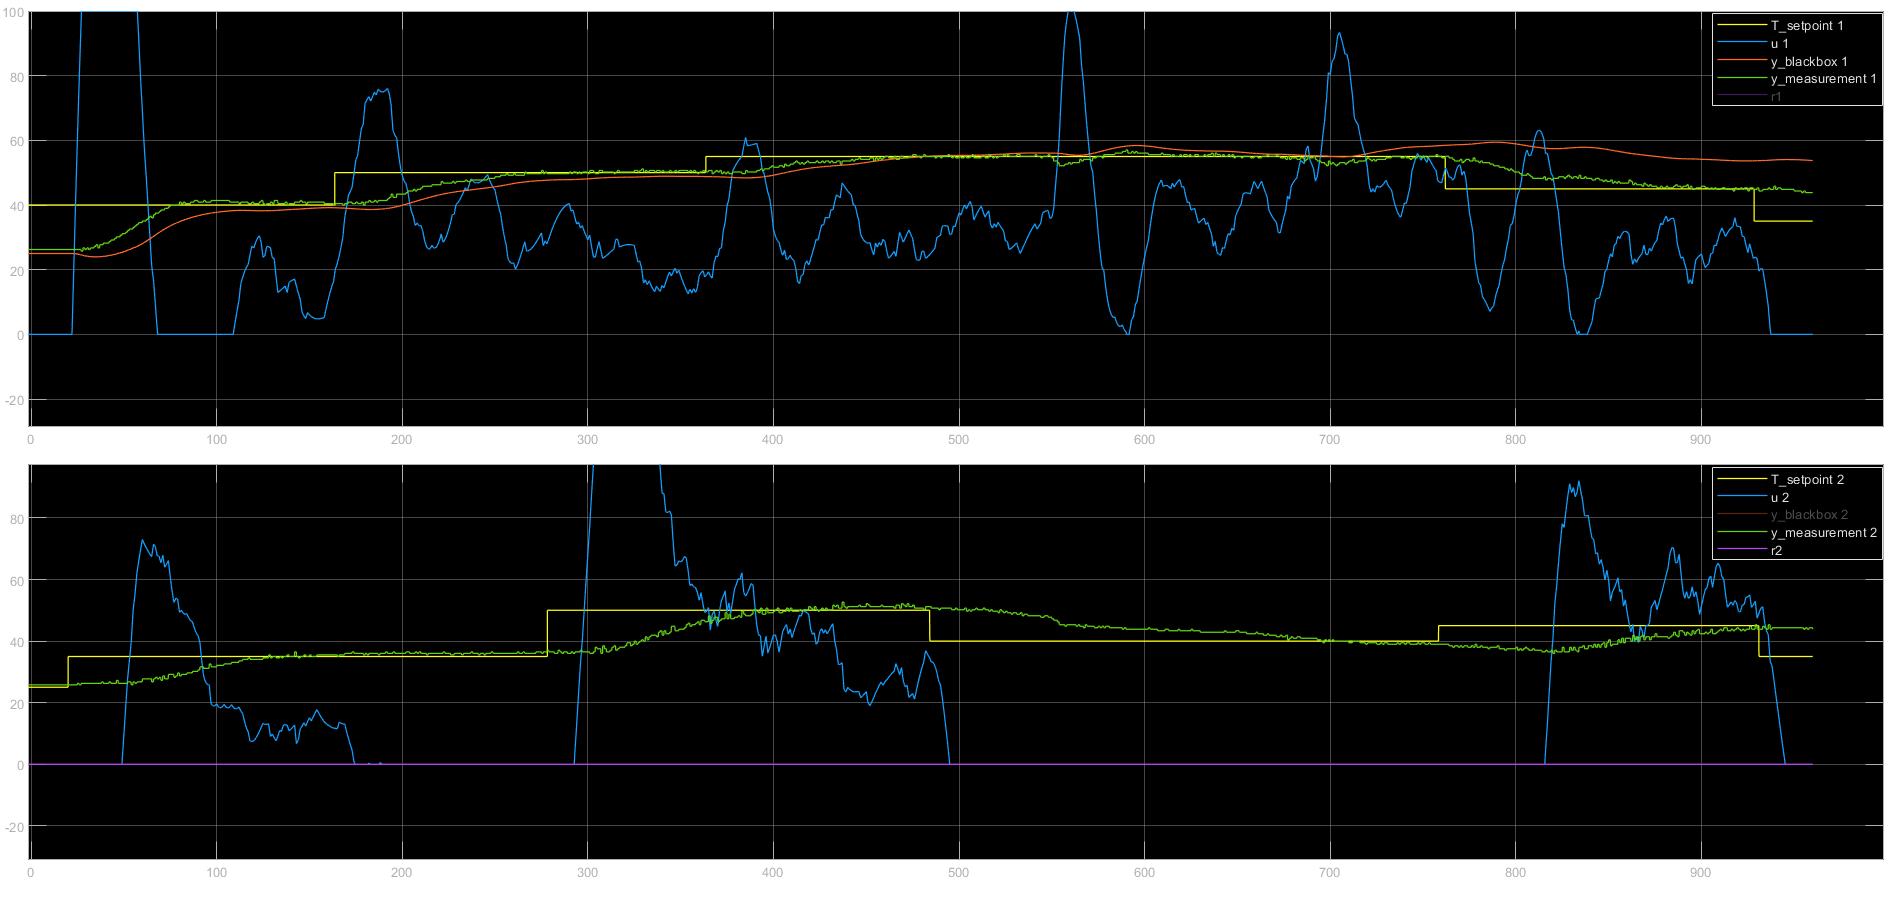 100
80
60
40
20
0
-20
0 100 200 300 400 500 600 700 800 900
T_setpoint 1
u 1
y_blackbox 1
y_measurement 1
r1
80
60
40
20
0
-20
0 100 200 300 400 500 600 700 800 900
T_setpoint 2
u 2
y_blackbox 2
y_measurement 2
r2